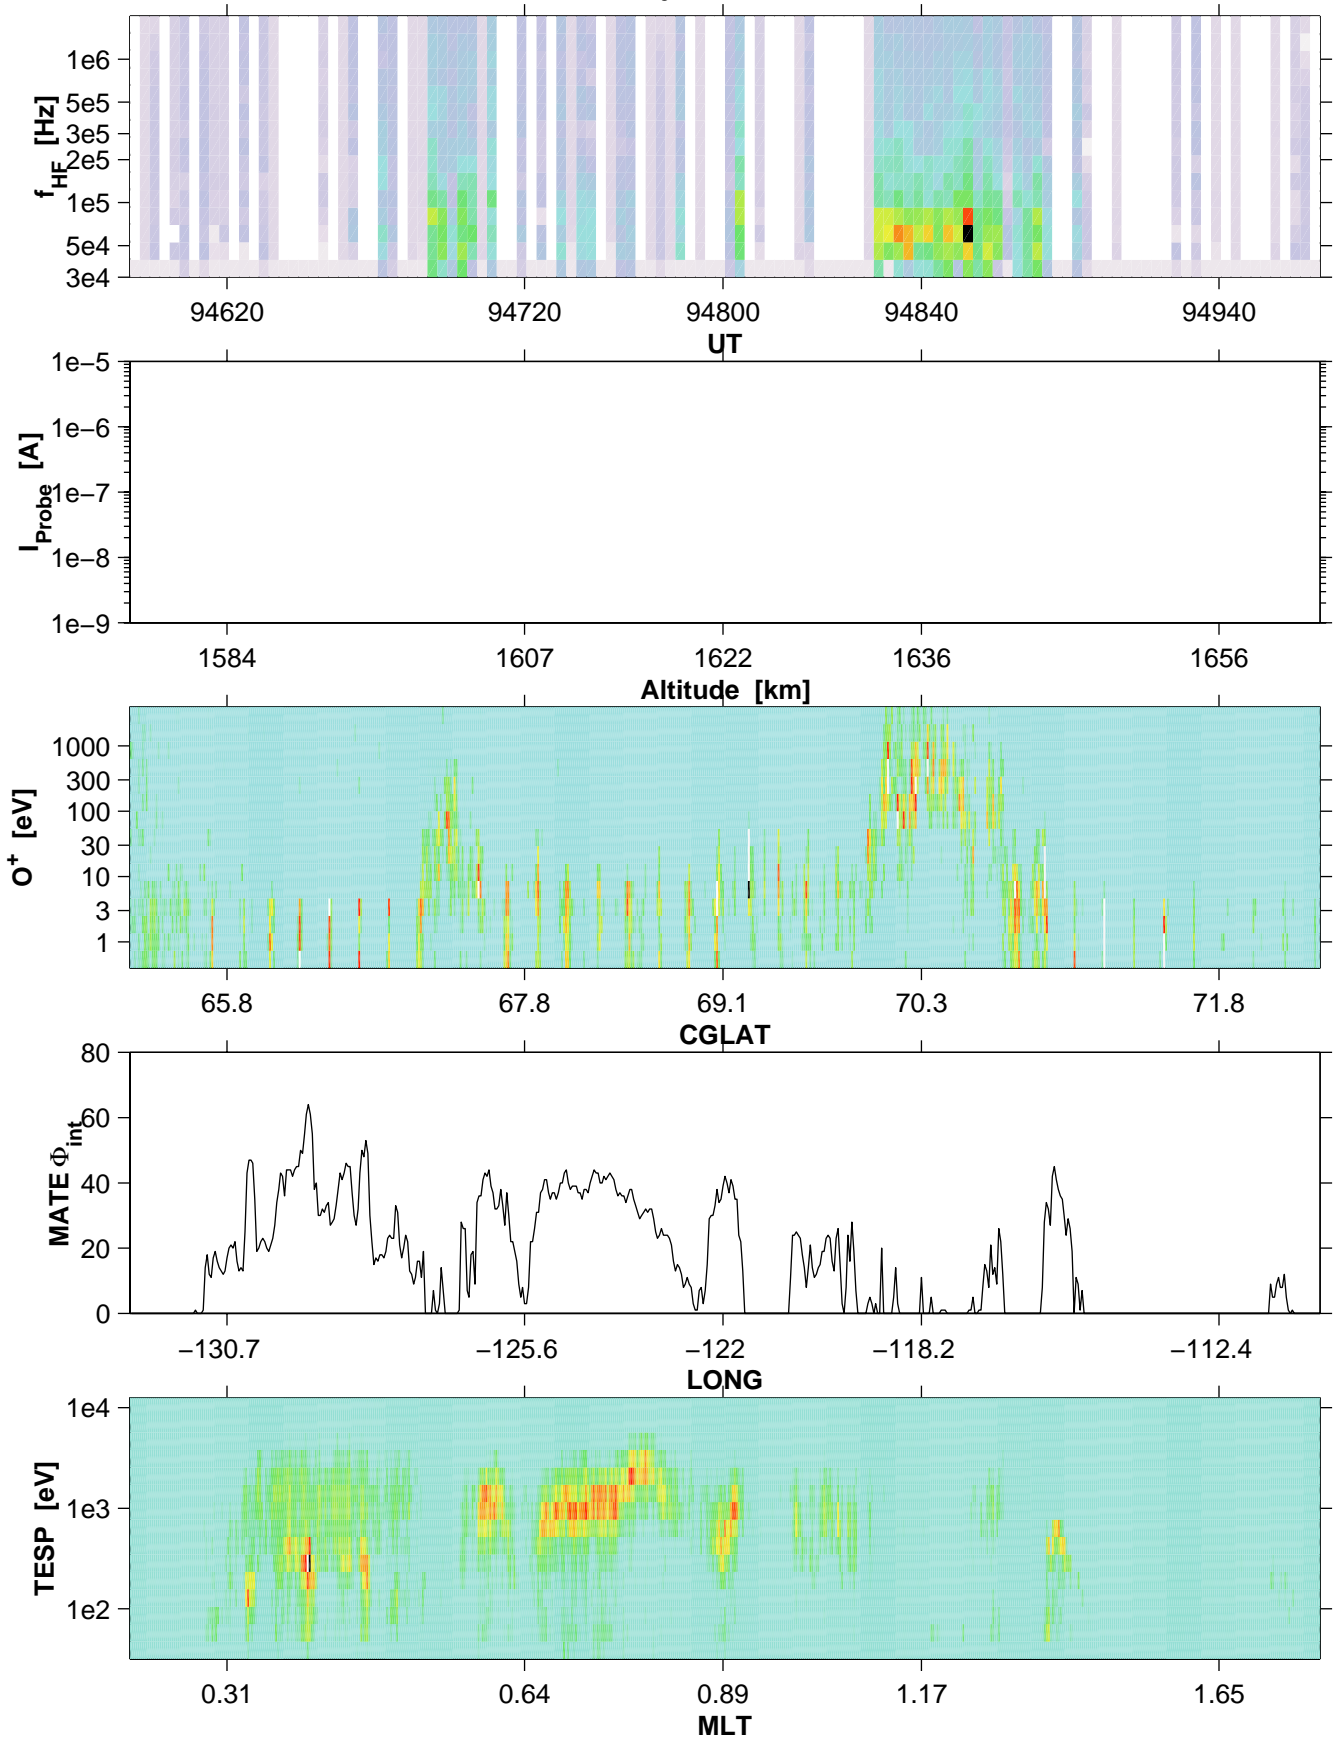 1e6
5e5
3e5
2e5
1e5
5e4
3e4
f_HF [Hz]
94620 94720 94800 94840 94940
UT
1e−5
1e−6
1e−7
1e−8
1e−9
I_Probe [A]
1584 1607 1622 1636 1656
Altitude [km]
1000
300
100
30
10
3
1
O⁺ [eV]
65.8 67.8 69.1 70.3 71.8
CGLAT
80
60
40
20
0
MATE Φ_int
−130.7 −125.6 −122 −118.2 −112.4
LONG
1e4
1e3
1e2
TESP [eV]
0.31 0.64 0.89 1.17 1.65
MLT